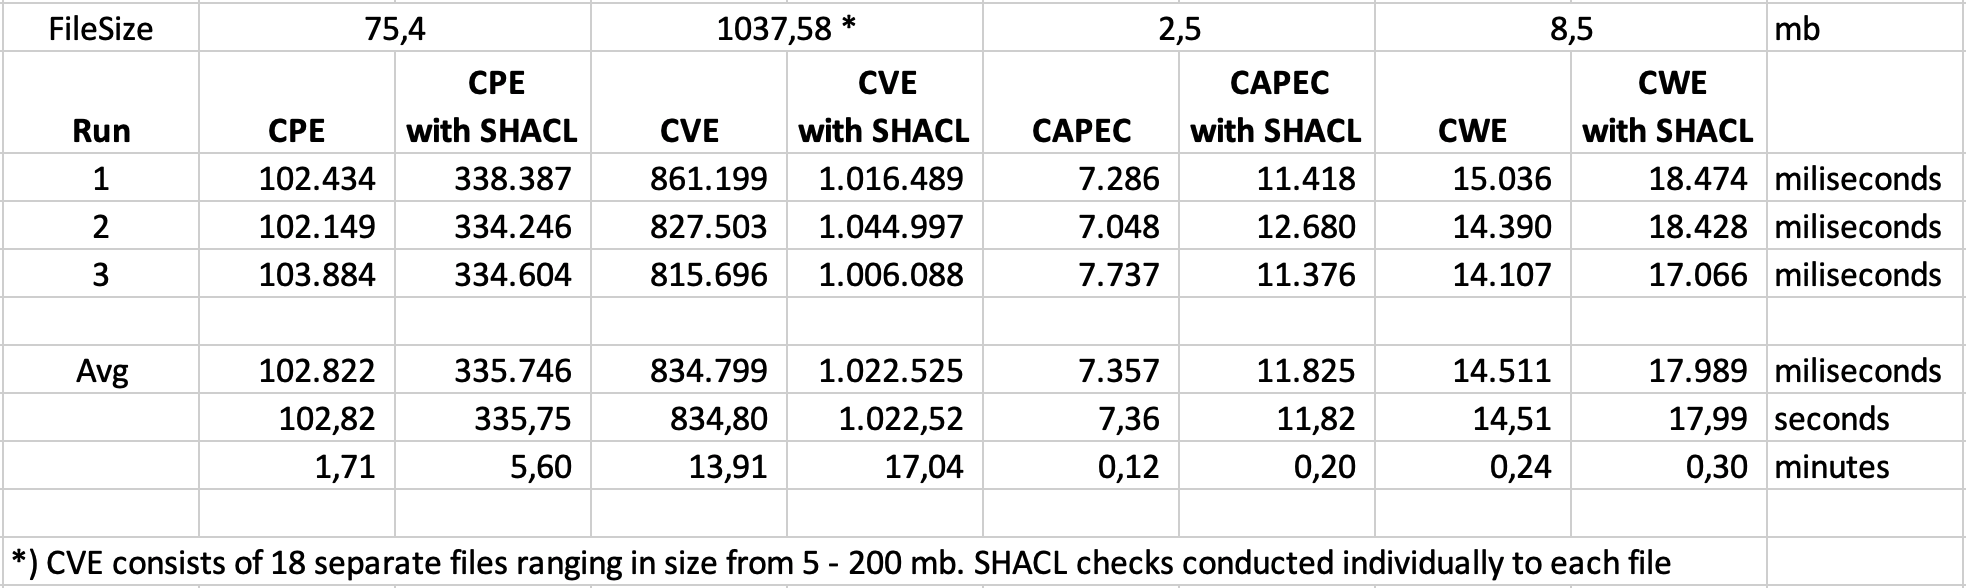 FileSize 75,4 1037,58 * 2,5 8,5 mb
CPE CVE CAPEC CWE
Run CPE with SHACL CVE with SHACL CAPEC with SHACL CWE with SHACL
1 102.434 338.387 861.199 1.016.489 7.286 11.418 15.036 18.474 miliseconds
2 102.149 334.246 827.503 1.044.997 7.048 12.680 14.390 18.428 miliseconds
3 103.884 334.604 815.696 1.006.088 7.737 11.376 14.107 17.066 miliseconds
Avg 102.822 335.746 834.799 1.022.525 7.357 11.825 14.511 17.989 miliseconds
102,82 335,75 834,80 1.022,52 7,36 11,82 14,51 17,99 seconds
1,71 5,60 13,91 17,04 0,12 0,20 0,24 0,30 minutes
*) CVE consists of 18 separate files ranging in size from 5 - 200 mb. SHACL checks conducted individually to each file